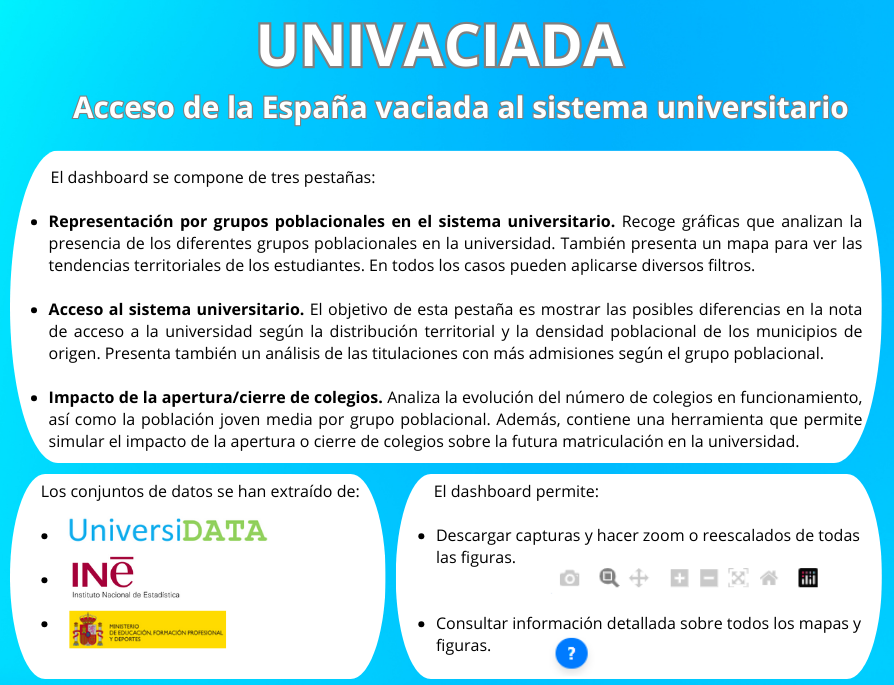 UNIVACIADA
Acceso de la España vaciada al sistema universitario
El dashboard se compone de tres pestañas:
• Representación por grupos poblacionales en el sistema universitario. Recoge gráficas que analizan la
presencia de los diferentes grupos poblacionales en la universidad. También presenta un mapa para ver las
tendencias territoriales de los estudiantes. En todos los casos pueden aplicarse diversos filtros.
• Acceso al sistema universitario. El objetivo de esta pestaña es mostrar las posibles diferencias en la nota
de acceso a la universidad según la distribución territorial y la densidad poblacional de los municipios de
origen. Presenta también un análisis de las titulaciones con más admisiones según el grupo poblacional.
• Impacto de la apertura/cierre de colegios. Analiza la evolución del número de colegios en funcionamiento,
así como la población joven media por grupo poblacional. Además, contiene una herramienta que permite
simular el impacto de la apertura o cierre de colegios sobre la futura matriculación en la universidad.
Los conjuntos de datos se han extraído de:
• UniversiDATA
• INe
Instituto Nacional de Estadística
• MINISTERIO
DE EDUCACIÓN, FORMACIÓN PROFESIONAL
Y DEPORTES
El dashboard permite:
• Descargar capturas y hacer zoom o reescalados de todas
las figuras.
• Consultar información detallada sobre todos los mapas y
figuras.
?